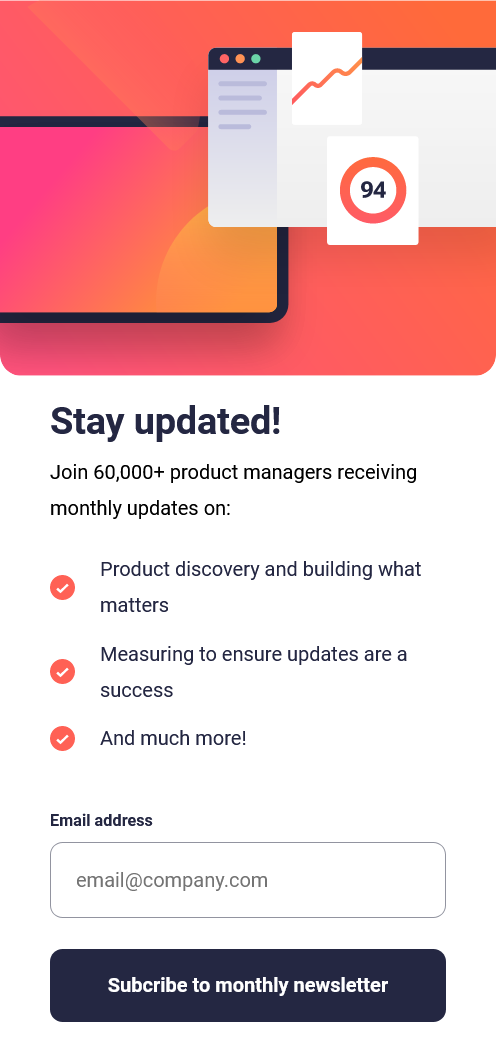 94
Stay updated!
Join 60,000+ product managers receiving
monthly updates on:
Product discovery and building what
matters
Measuring to ensure updates are a
success
And much more!
Email address
email@company.com
Subcribe to monthly newsletter